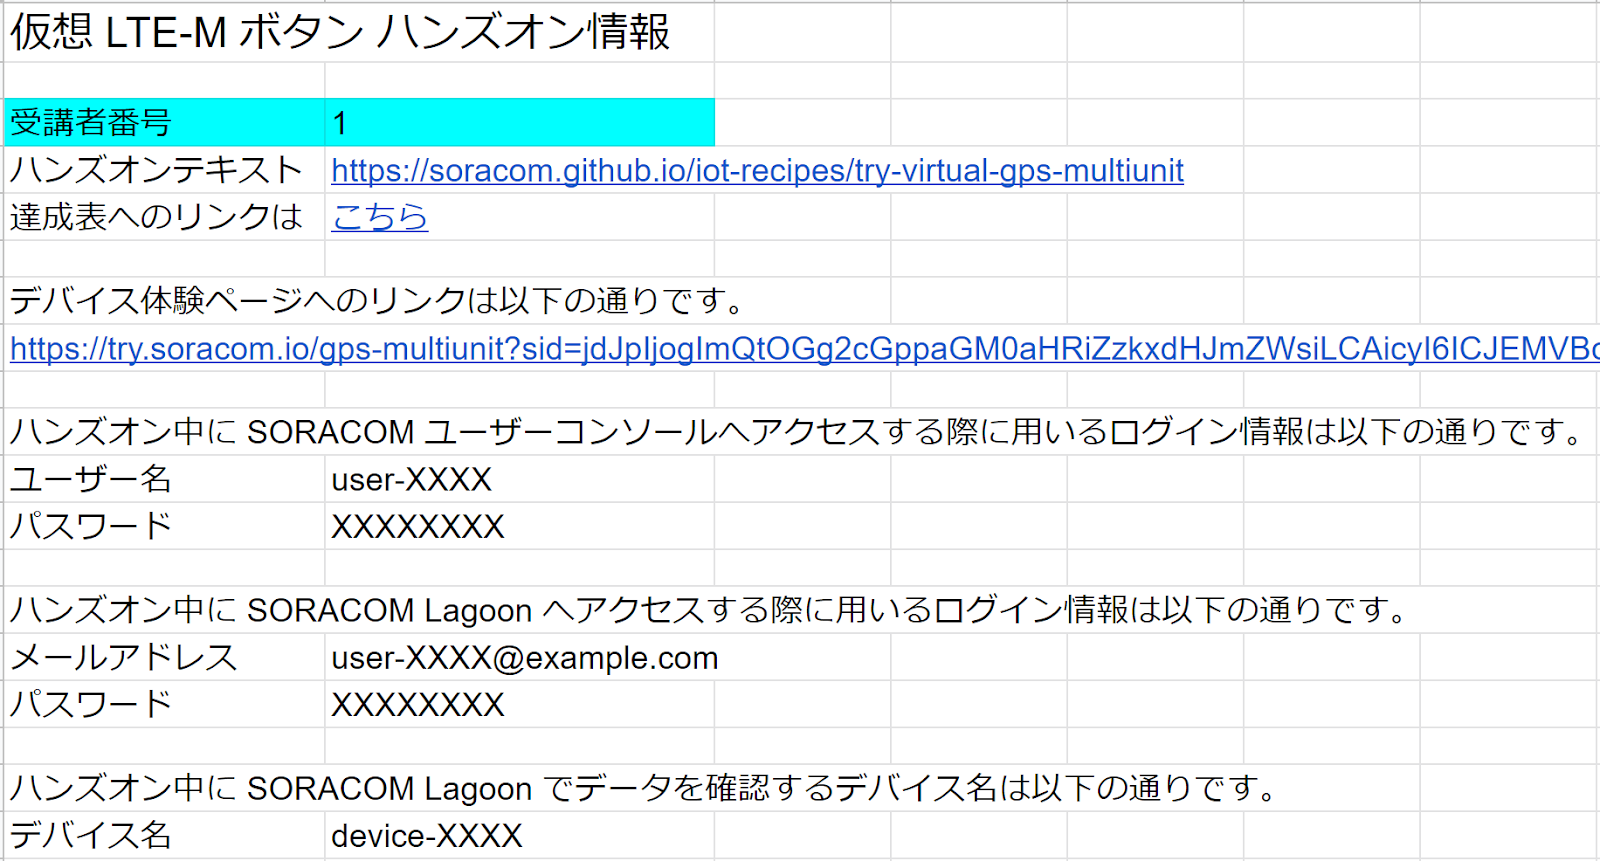 仮想 LTE-M ボタン ハンズオン情報
受講者番号 1
ハンズオンテキスト https://soracom.github.io/iot-recipes/try-virtual-gps-multiunit
達成表へのリンクは こちら
デバイス体験ページへのリンクは以下の通りです。
https://try.soracom.io/gps-multiunit?sid=jdJpIjogImQtOGg2cGppaGM0aHRiZzkxdHJmZWsiLCAicyI6ICJEMVBc
ハンズオン中に SORACOM ユーザーコンソールへアクセスする際に用いるログイン情報は以下の通りです。
ユーザー名 user-XXXX
パスワード XXXXXXXX
ハンズオン中に SORACOM Lagoon へアクセスする際に用いるログイン情報は以下の通りです。
メールアドレス user-XXXX@example.com
パスワード XXXXXXXX
ハンズオン中に SORACOM Lagoon でデータを確認するデバイス名は以下の通りです。
デバイス名 device-XXXX